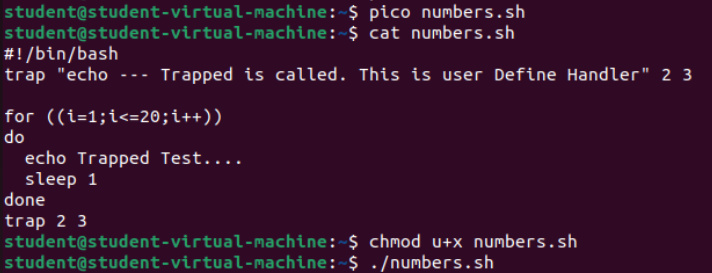 student@student-virtual-machine:~$ pico numbers.sh
student@student-virtual-machine:~$ cat numbers.sh
#!/bin/bash
trap "echo --- Trapped is called. This is user Define Handler" 2 3
for ((i=1;i<=20;i++))
do
  echo Trapped Test....
  sleep 1
done
trap 2 3
student@student-virtual-machine:~$ chmod u+x numbers.sh
student@student-virtual-machine:~$ ./numbers.sh